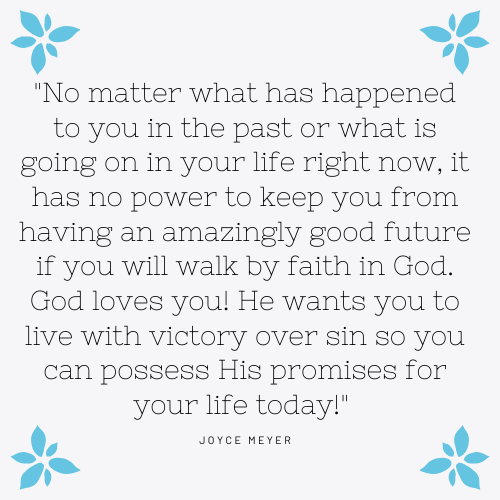 "No matter what has happened
to you in the past or what is
going on in your life right now, it
has no power to keep you from
having an amazingly good future
if you will walk by faith in God.
God loves you! He wants you to
live with victory over sin so you
can possess His promises for
your life today!"
JOYCE MEYER